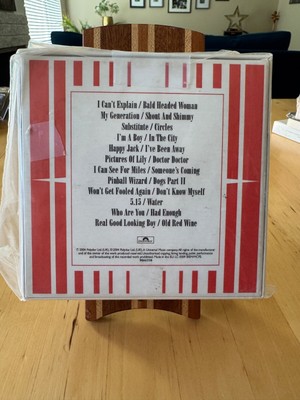 I Can't Explain / Bald Headed Woman
My Generation / Shout And Shimmy
Substitute / Circles
I'm A Boy / In The City
Happy Jack / I've Been Away
Pictures Of Lily / Doctor Doctor
I Can See For Miles / Someone's Coming
Pinball Wizard / Dogs Part II
Won't Get Fooled Again / Don't Know Myself
5.15 / Water
Who Are You / Had Enough
Real Good Looking Boy / Old Red Wine